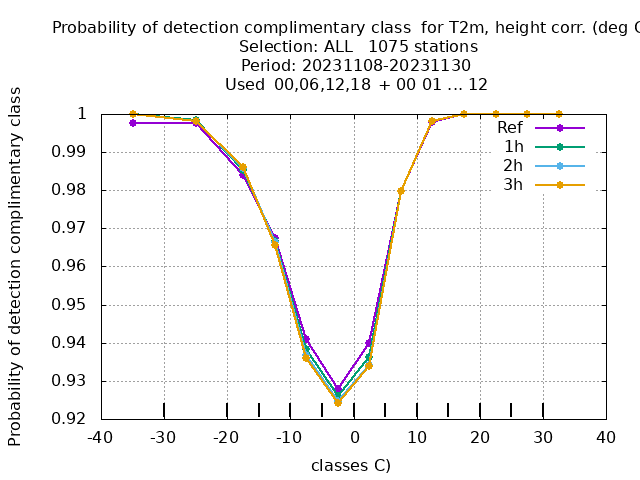 Probability of detection complimentary class  for T2m, height corr. (deg C
Selection: ALL   1075 stations
Period: 20231108-20231130
Used  00,06,12,18  + 00 01 ... 12
Probability of detection complimentary class
1
0.99
0.98
0.97
0.96
0.95
0.94
0.93
0.92
Ref
1h
2h
3h
-40 -30 -20 -10 0 10 20 30 40
classes C)